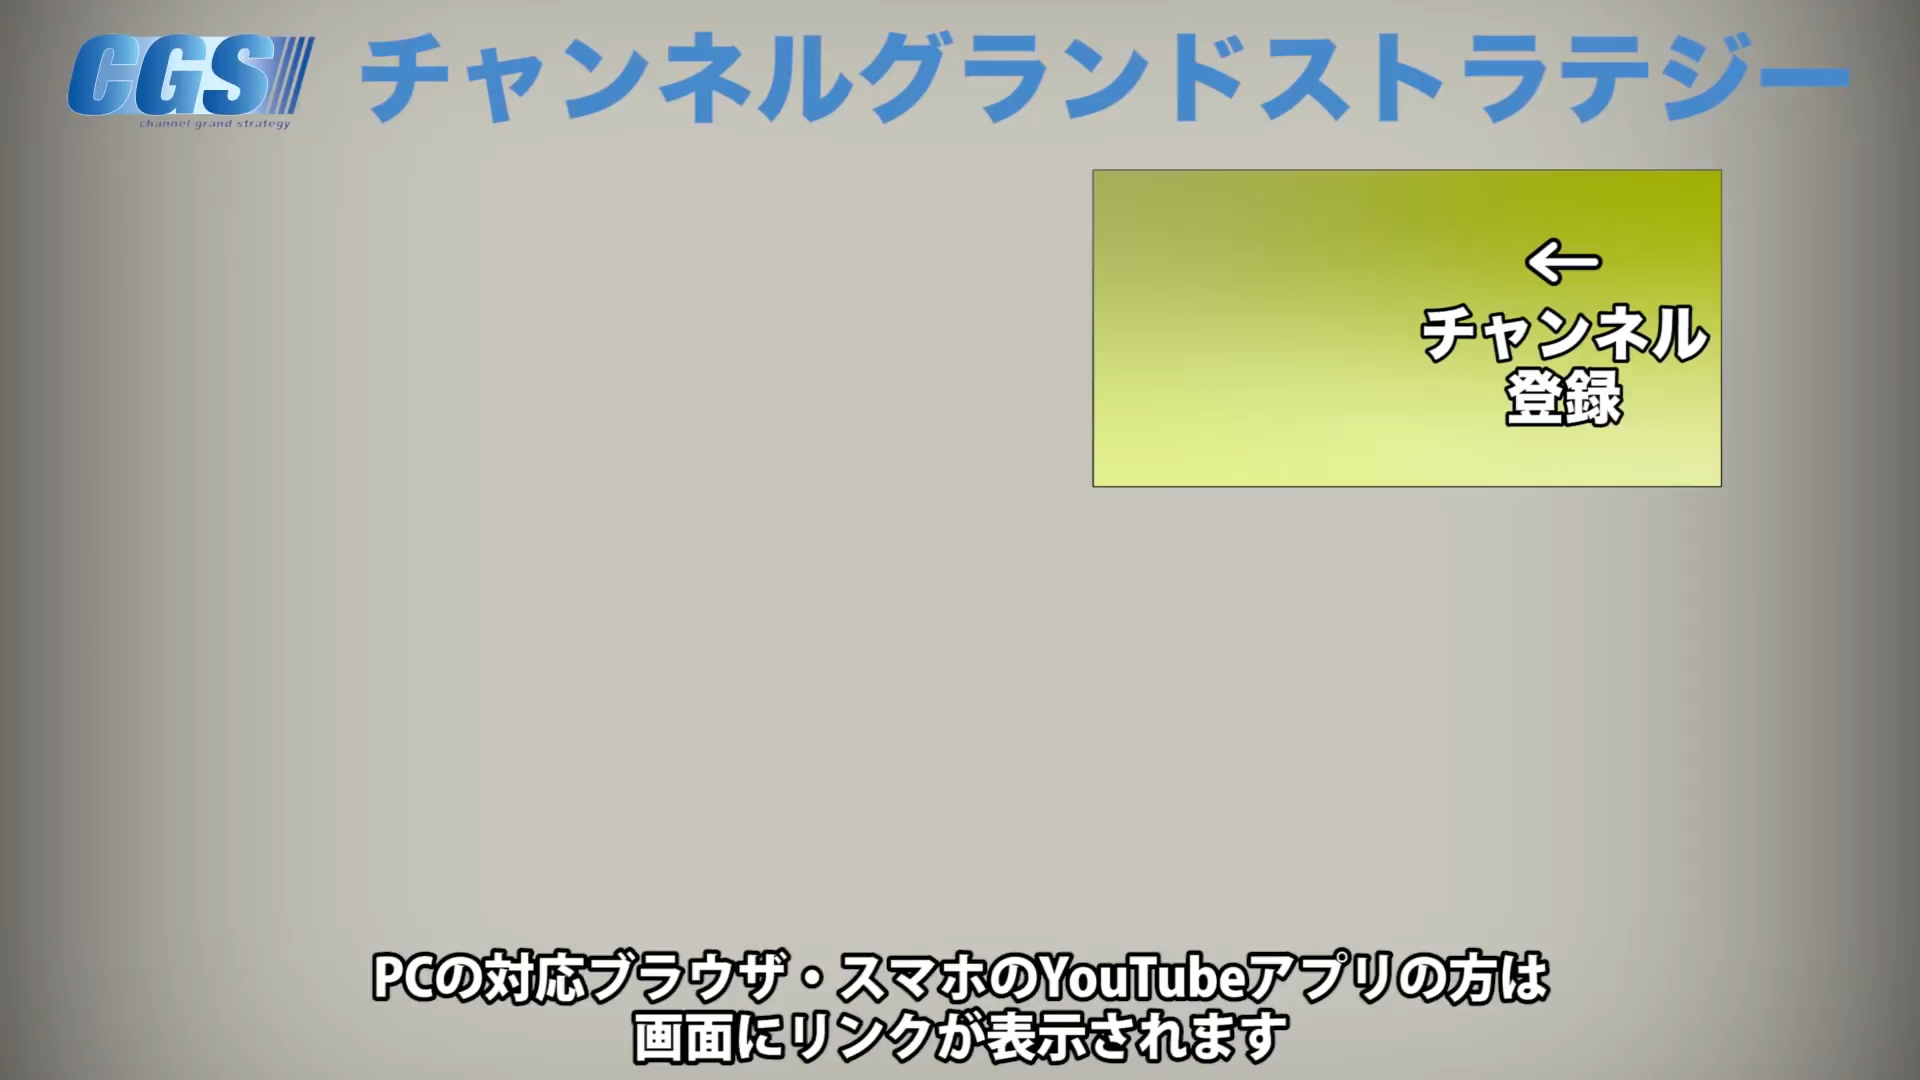 CGS
channel grand strategy
チャンネルグランドストラテジー
←
チャンネル
登録
PCの対応ブラウザ・スマホのYouTubeアプリの方は
画面にリンクが表示されます